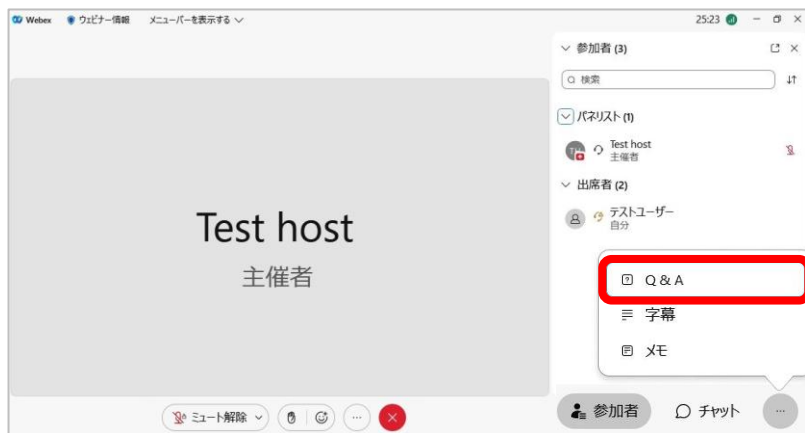 Webex ウェビナー情報 メニューバーを表示する 25:23
参加者 (3)
検索
パネリスト (1)
Test host
主催者
出席者 (2)
テストユーザー
自分
Test host
主催者
Q & A
字幕
メモ
ミュート解除
参加者 チャット